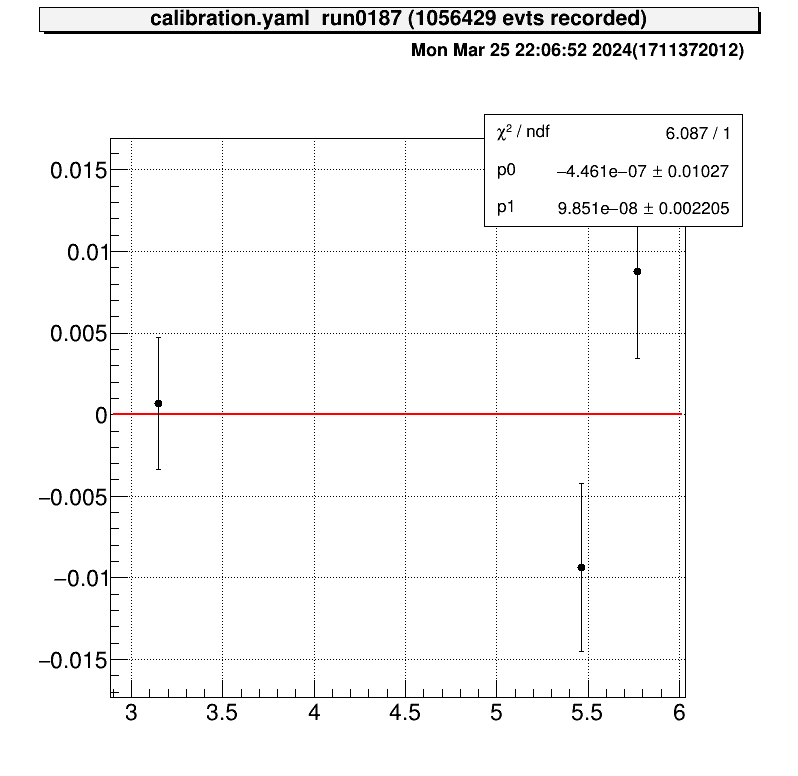 calibration.yaml  run0187 (1056429 evts recorded)
Mon Mar 25 22:06:52 2024(1711372012)
χ² / ndf 6.087 / 1
p0 −4.461e−07 ± 0.01027
p1 9.851e−08 ± 0.002205
0.015
0.01
0.005
0
−0.005
−0.01
−0.015
3 3.5 4 4.5 5 5.5 6